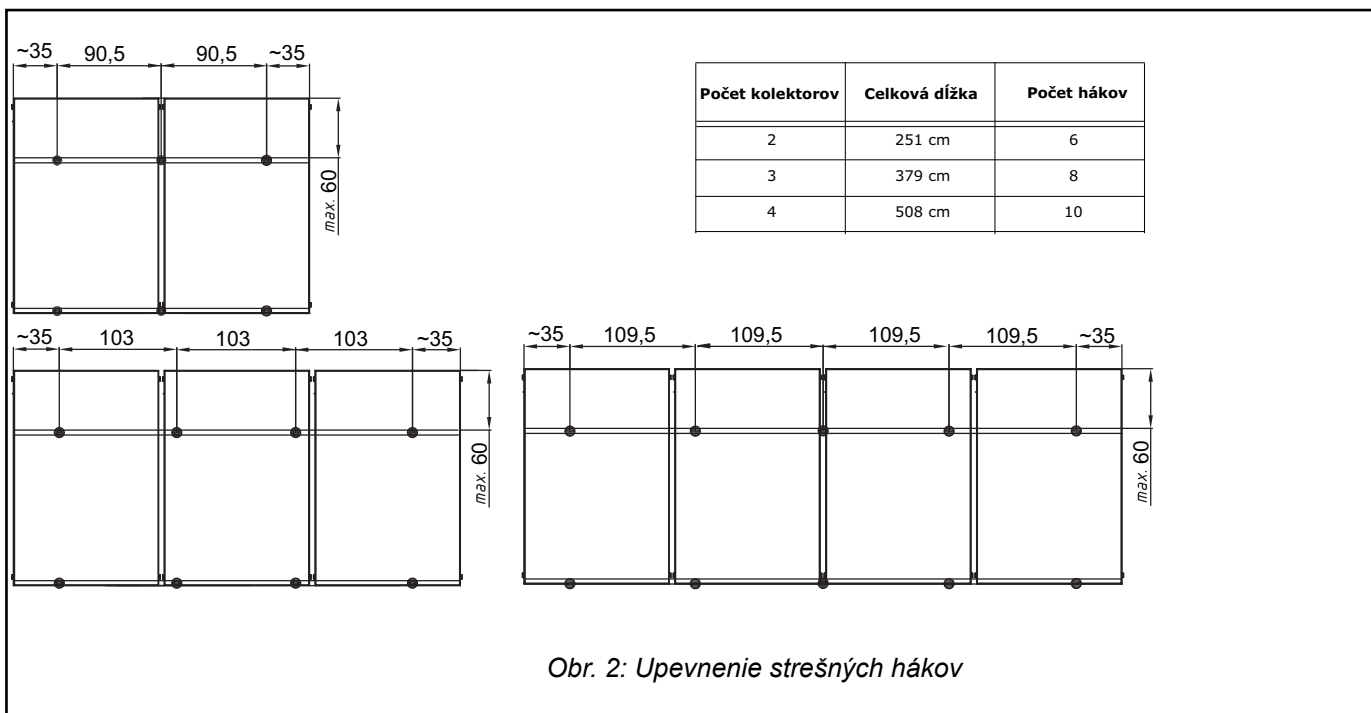 ~35 90,5 90,5 ~35
max. 60
Počet kolektorov Celková dĺžka Počet hákov
2 251 cm 6
3 379 cm 8
4 508 cm 10
~35 103 103 103 ~35
max. 60
~35 109,5 109,5 109,5 109,5 ~35
max. 60
Obr. 2: Upevnenie strešných hákov